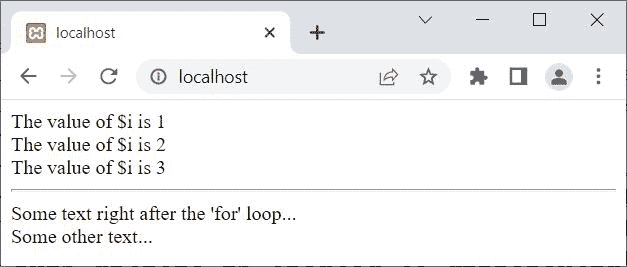 localhost
localhost
The value of $i is 1
The value of $i is 2
The value of $i is 3
Some text right after the 'for' loop...
Some other text...